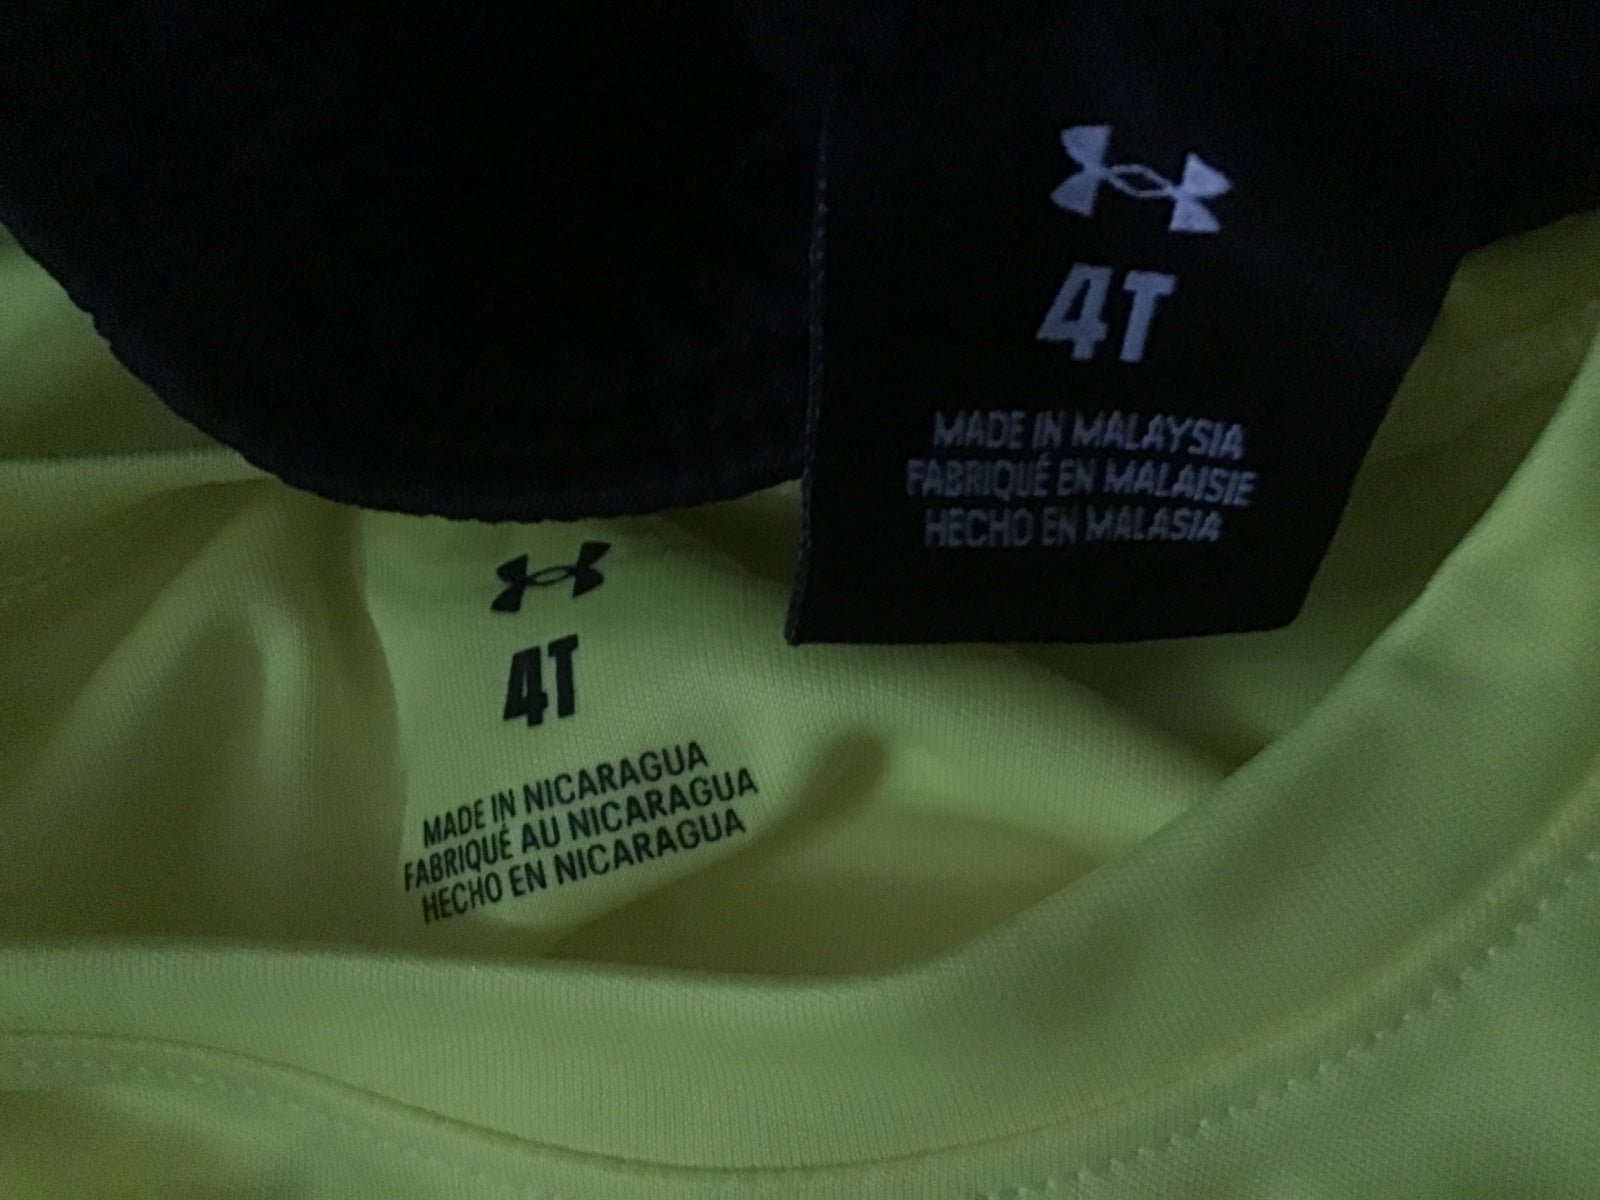 4T
MADE IN MALAYSIA
FABRIQUÉ EN MALAISIE
HECHO EN MALASIA
4T
MADE IN NICARAGUA
FABRIQUÉ AU NICARAGUA
HECHO EN NICARAGUA